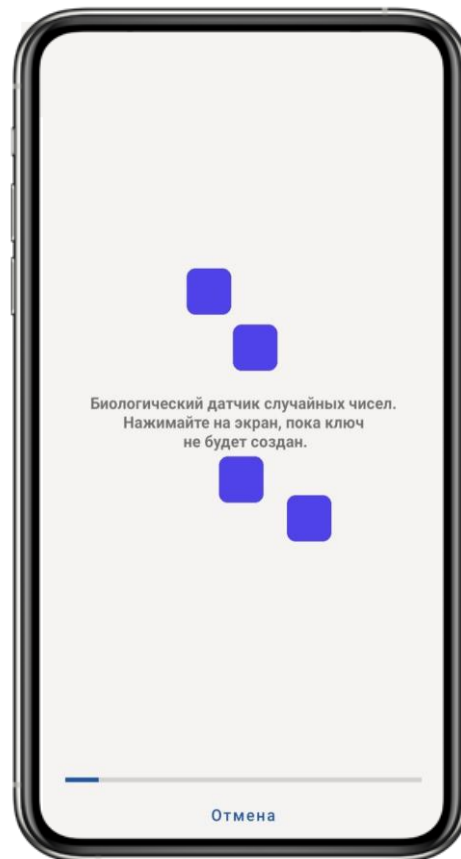 Биологический датчик случайных чисел.
Нажимайте на экран, пока ключ
не будет создан.
Отмена